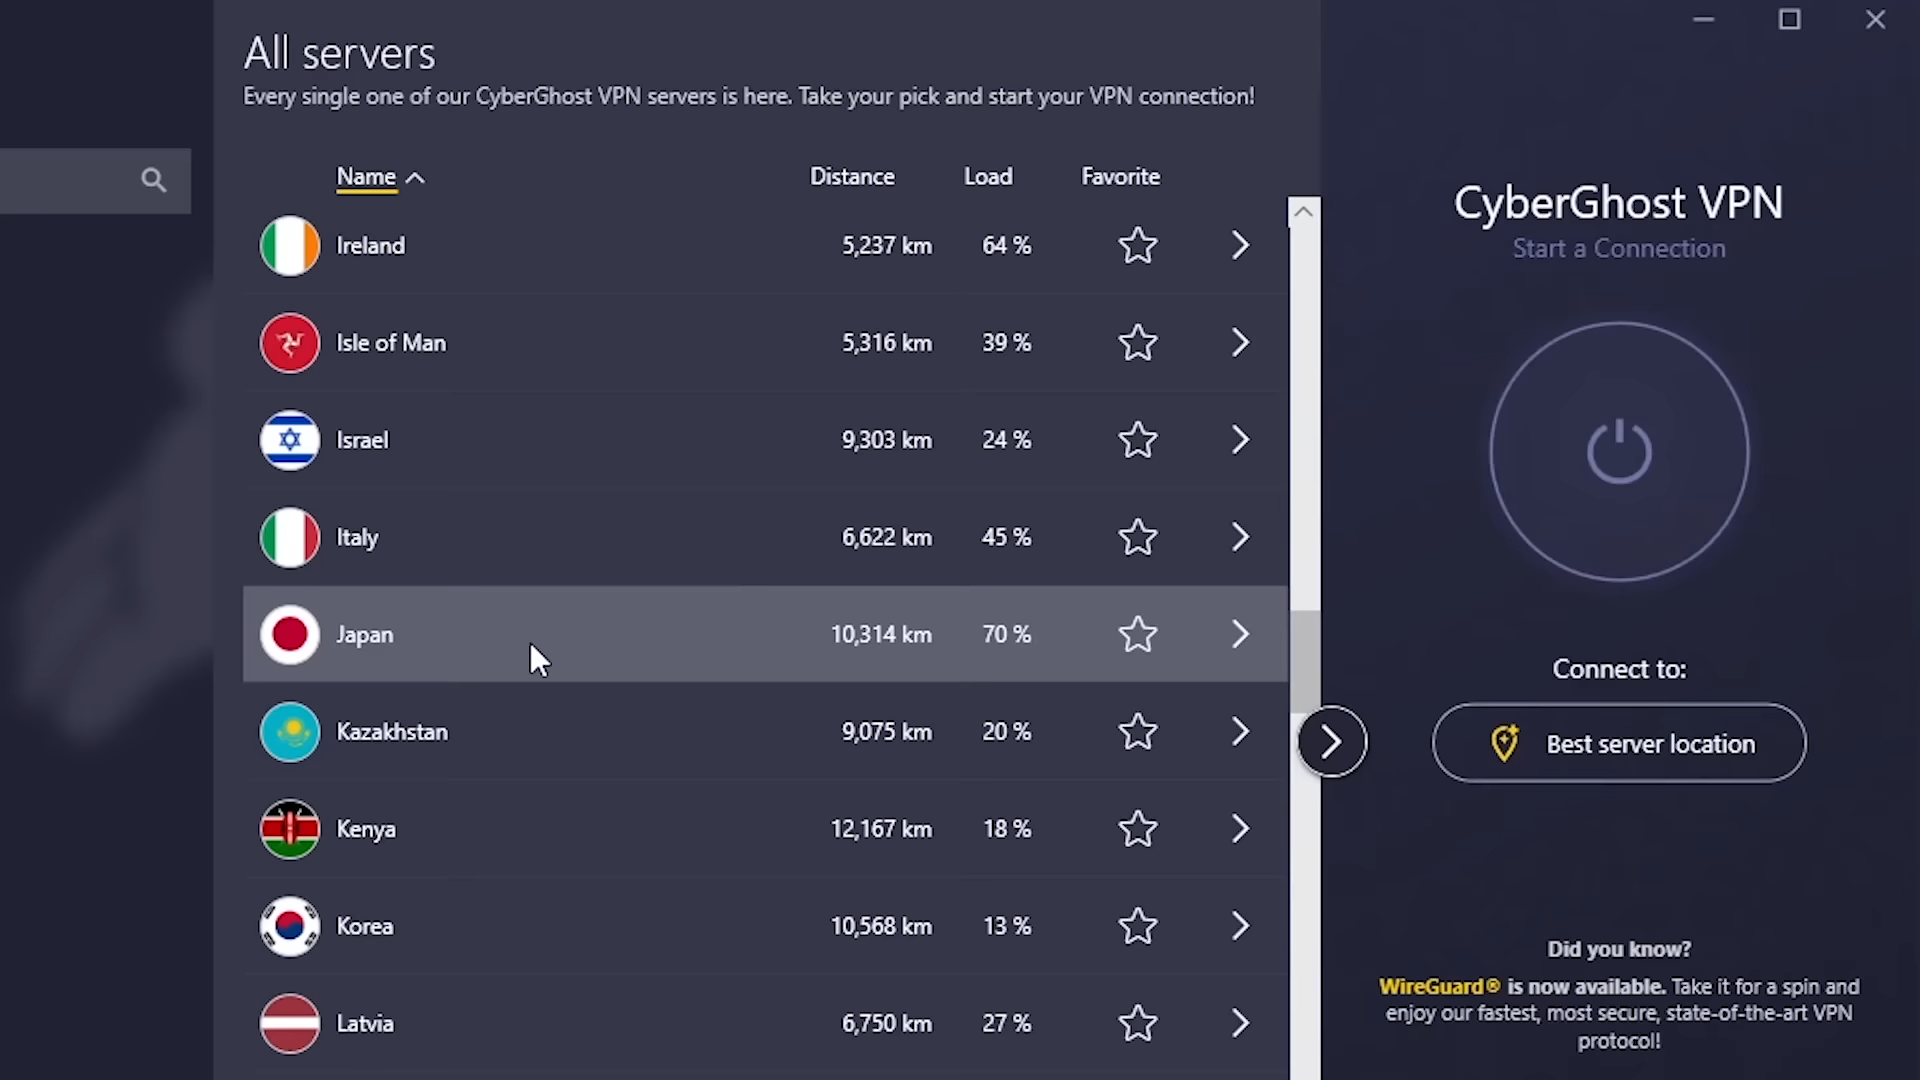 All servers
Every single one of our CyberGhost VPN servers is here. Take your pick and start your VPN connection!
Name Distance Load Favorite
Ireland 5,237 km 64 %
Isle of Man 5,316 km 39 %
Israel 9,303 km 24 %
Italy 6,622 km 45 %
Japan 10,314 km 70 %
Kazakhstan 9,075 km 20 %
Kenya 12,167 km 18 %
Korea 10,568 km 13 %
Latvia 6,750 km 27 %
CyberGhost VPN
Start a Connection
Connect to:
Best server location
Did you know?
WireGuard® is now available. Take it for a spin and
enjoy our fastest, most secure, state-of-the-art VPN
protocol!